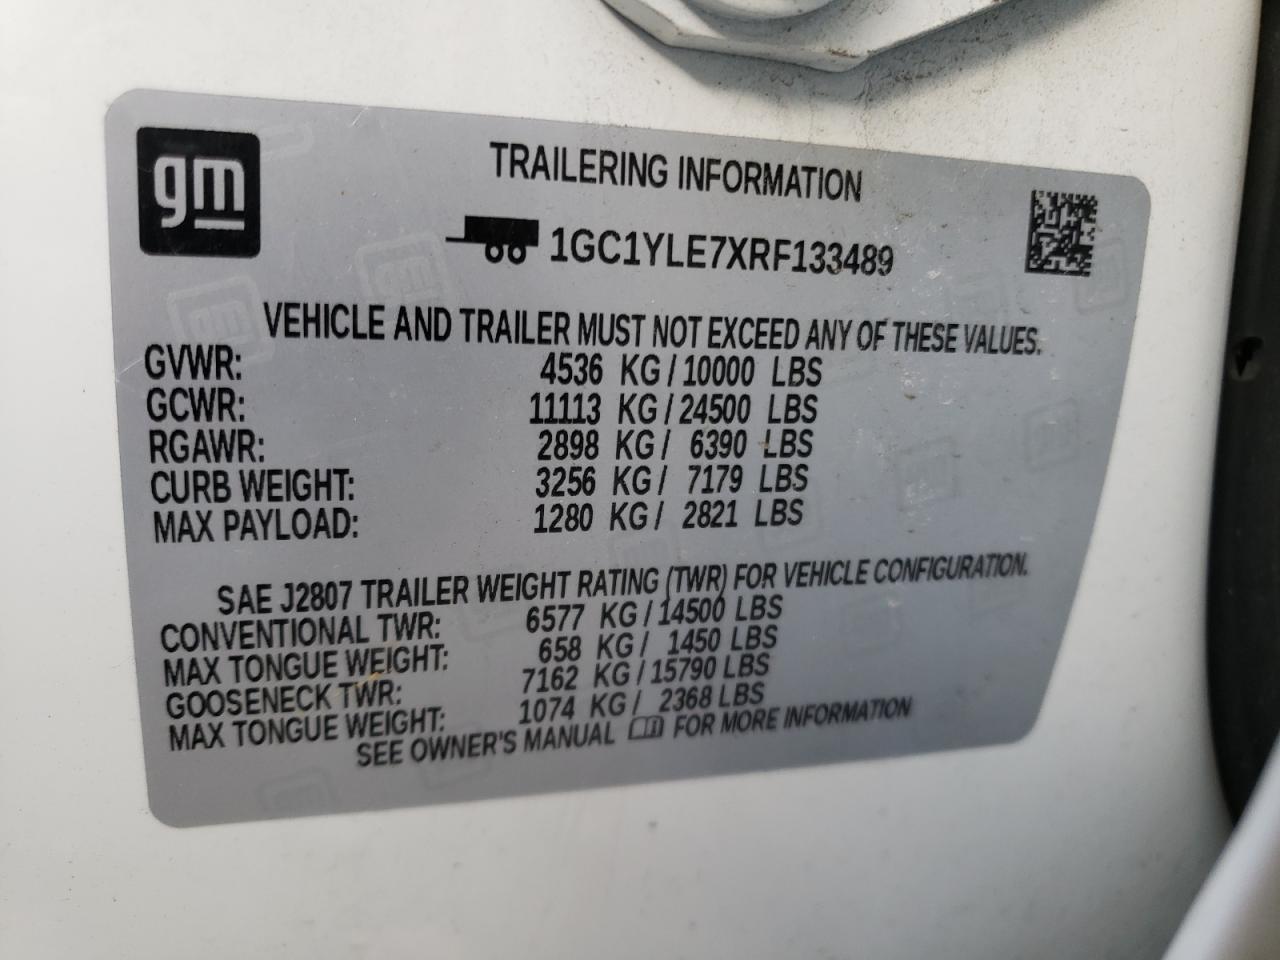 gm
TRAILERING INFORMATION
1GC1YLE7XRF133489
VEHICLE AND TRAILER MUST NOT EXCEED ANY OF THESE VALUES.
GVWR: 4536 KG / 10000 LBS
GCWR: 11113 KG / 24500 LBS
RGAWR: 2898 KG / 6390 LBS
CURB WEIGHT: 3256 KG / 7179 LBS
MAX PAYLOAD: 1280 KG / 2821 LBS
SAE J2807 TRAILER WEIGHT RATING (TWR) FOR VEHICLE CONFIGURATION.
CONVENTIONAL TWR: 6577 KG / 14500 LBS
MAX TONGUE WEIGHT: 658 KG / 1450 LBS
GOOSENECK TWR: 7162 KG / 15790 LBS
MAX TONGUE WEIGHT: 1074 KG / 2368 LBS
SEE OWNER'S MANUAL FOR MORE INFORMATION